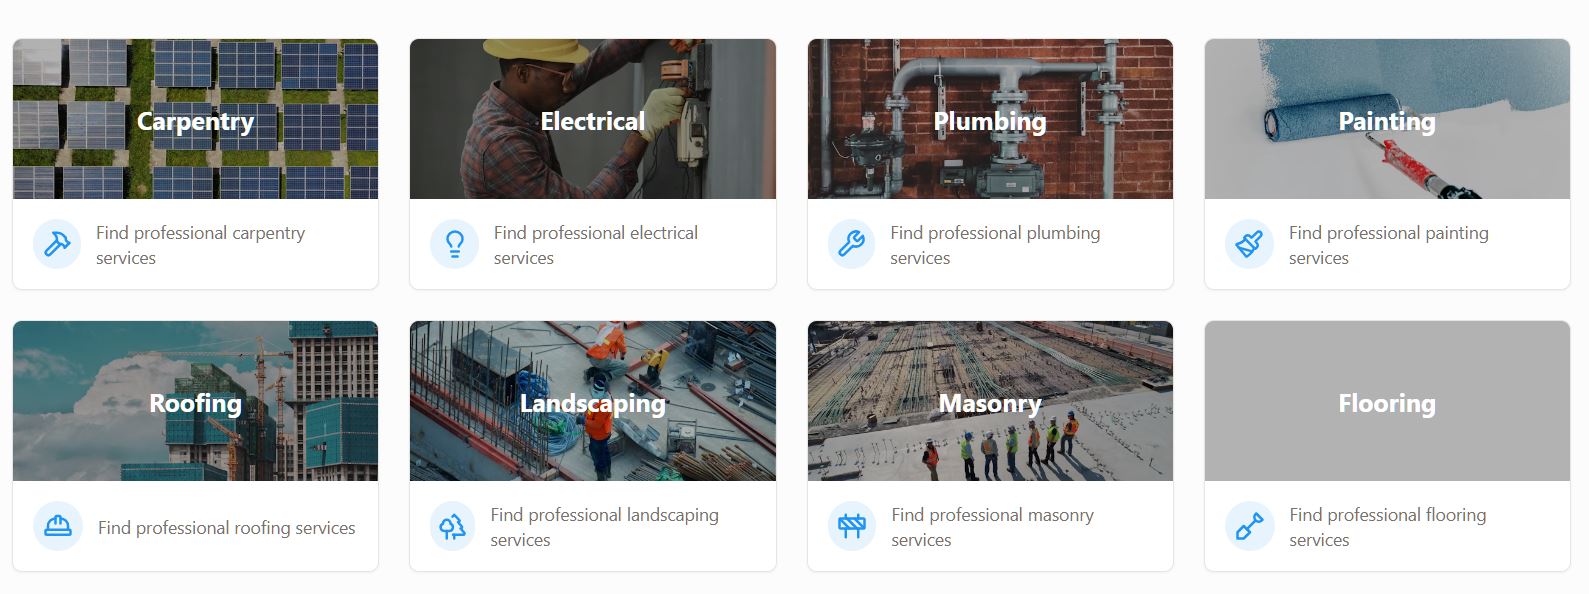 Carpentry
Electrical
Plumbing
Painting
Find professional carpentry
services
Find professional electrical
services
Find professional plumbing
services
Find professional painting
services
Roofing
Landscaping
Masonry
Flooring
Find professional roofing services
Find professional landscaping
services
Find professional masonry
services
Find professional flooring
services